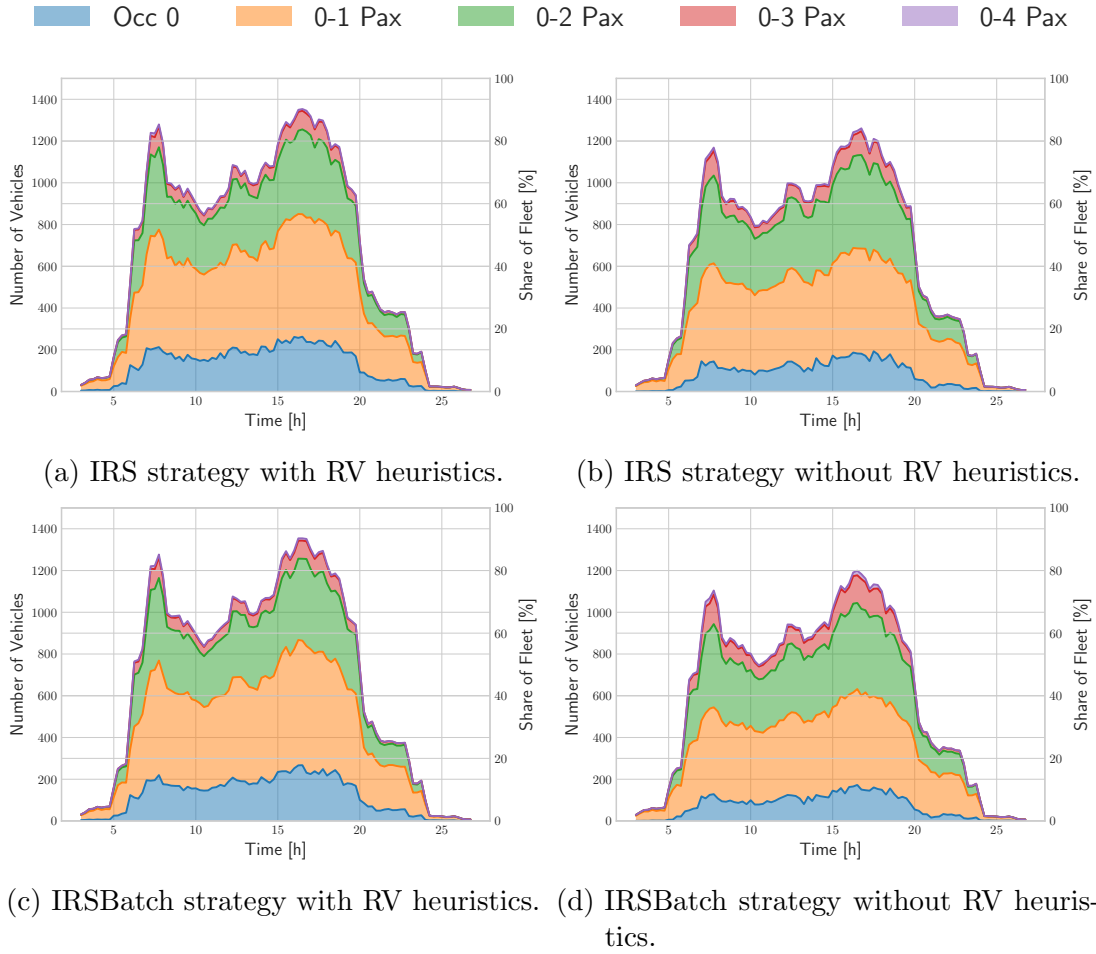 Occ 0 0-1 Pax 0-2 Pax 0-3 Pax 0-4 Pax
1400
1200
1000
800
600
400
200
0
Number of Vehicles
100
80
60
40
20
0
Share of Fleet [%]
5 10 15 20 25
Time [h]
1400
1200
1000
800
600
400
200
0
Number of Vehicles
100
80
60
40
20
0
Share of Fleet [%]
5 10 15 20 25
Time [h]
(a) IRS strategy with RV heuristics.
(b) IRS strategy without RV heuristics.
1400
1200
1000
800
600
400
200
0
Number of Vehicles
100
80
60
40
20
0
Share of Fleet [%]
5 10 15 20 25
Time [h]
1400
1200
1000
800
600
400
200
0
Number of Vehicles
100
80
60
40
20
0
Share of Fleet [%]
5 10 15 20 25
Time [h]
(c) IRSBatch strategy with RV heuristics.
(d) IRSBatch strategy without RV heuris-
tics.